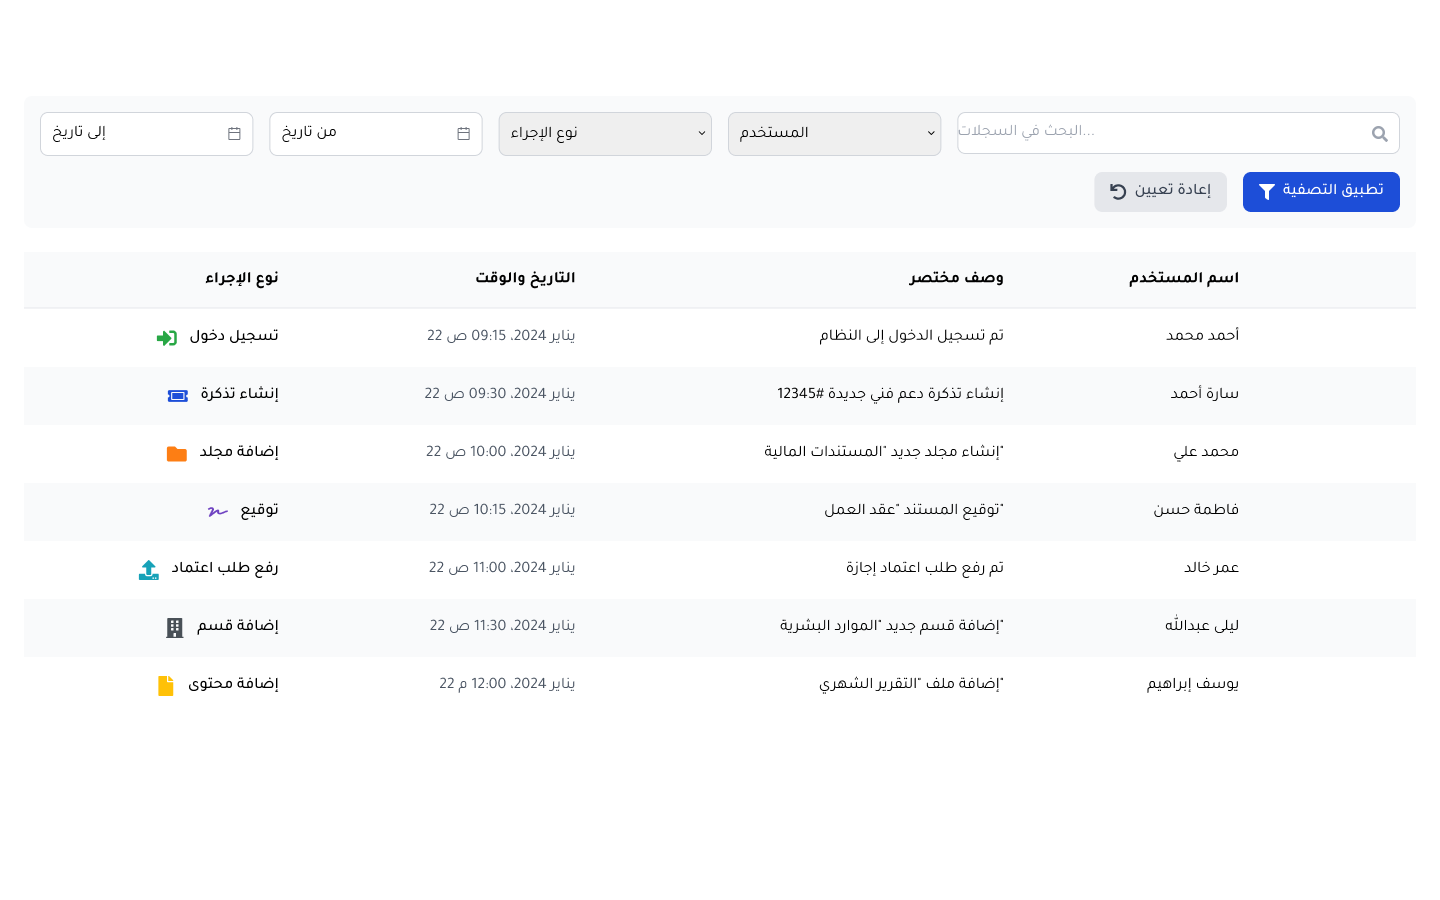 البحث في السجلات...
المستخدم
نوع الإجراء
من تاريخ
إلى تاريخ
تطبيق التصفية
إعادة تعيين
اسم المستخدم وصف مختصر التاريخ والوقت نوع الإجراء
أحمد محمد تم تسجيل الدخول إلى النظام يناير 2024، 09:15 ص 22 تسجيل دخول
سارة أحمد إنشاء تذكرة دعم فني جديدة #12345 يناير 2024، 09:30 ص 22 إنشاء تذكرة
محمد علي "إنشاء مجلد جديد "المستندات المالية يناير 2024، 10:00 ص 22 إضافة مجلد
فاطمة حسن "توقيع المستند "عقد العمل يناير 2024، 10:15 ص 22 توقيع
عمر خالد تم رفع طلب اعتماد إجازة يناير 2024، 11:00 ص 22 رفع طلب اعتماد
ليلى عبدالله "إضافة قسم جديد "الموارد البشرية يناير 2024، 11:30 ص 22 إضافة قسم
يوسف إبراهيم "إضافة ملف "التقرير الشهري يناير 2024، 12:00 م 22 إضافة محتوى